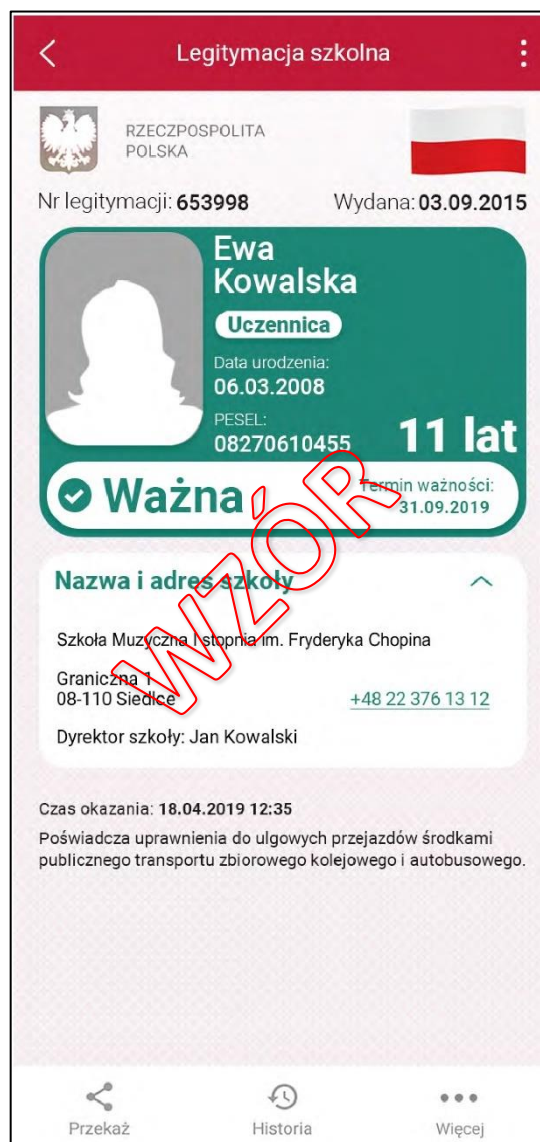 Legitymacja szkolna
RZECZPOSPOLITA
POLSKA
Nr legitymacji: 653998 Wydana: 03.09.2015
Ewa
Kowalska
Uczennica
Data urodzenia:
06.03.2008
PESEL:
08270610455 11 lat
Ważna
Termin ważności:
31.09.2019
WZÓR
Nazwa i adres szkoły
Szkoła Muzyczna I stopnia im. Fryderyka Chopina
Graniczna 1
08-110 Siedlce +48 22 376 13 12
Dyrektor szkoły: Jan Kowalski
Czas okazania: 18.04.2019 12:35
Poświadcza uprawnienia do ulgowych przejazdów środkami
publicznego transportu zbiorowego kolejowego i autobusowego.
Przekaż Historia Więcej